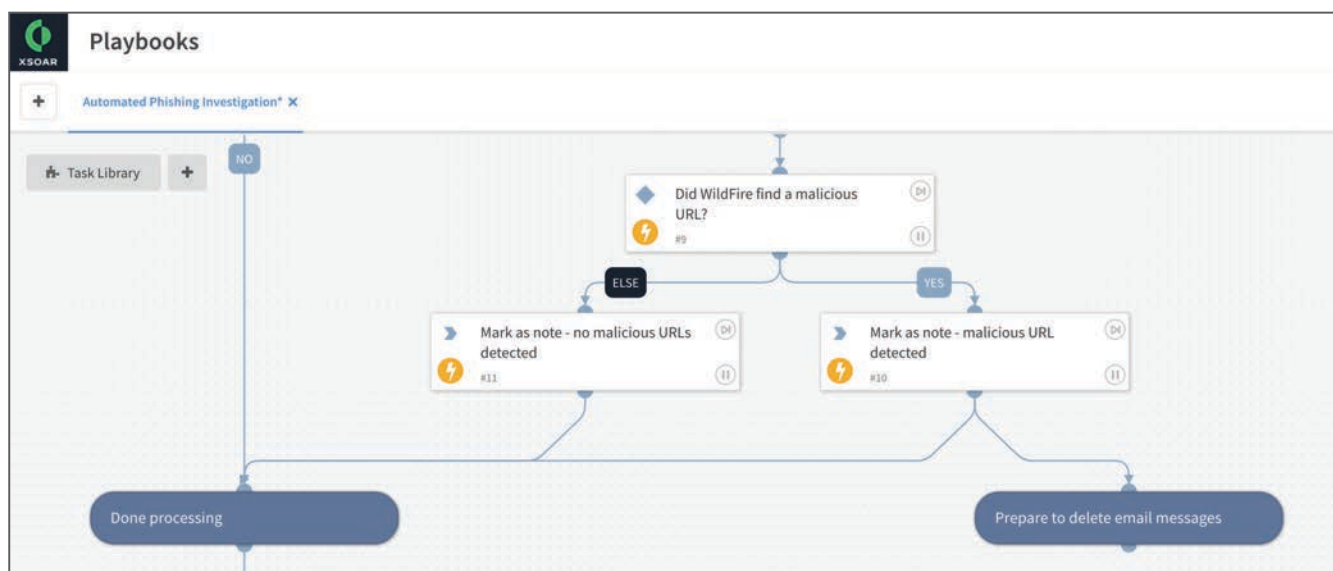 XSOAR
Playbooks
+
Automated Phishing Investigation* ×
Task Library
+
NO
Did WildFire find a malicious
URL?
#9
ELSE
YES
Mark as note - no malicious URLs
detected
#11
Mark as note - malicious URL
detected
#10
Done processing
Prepare to delete email messages